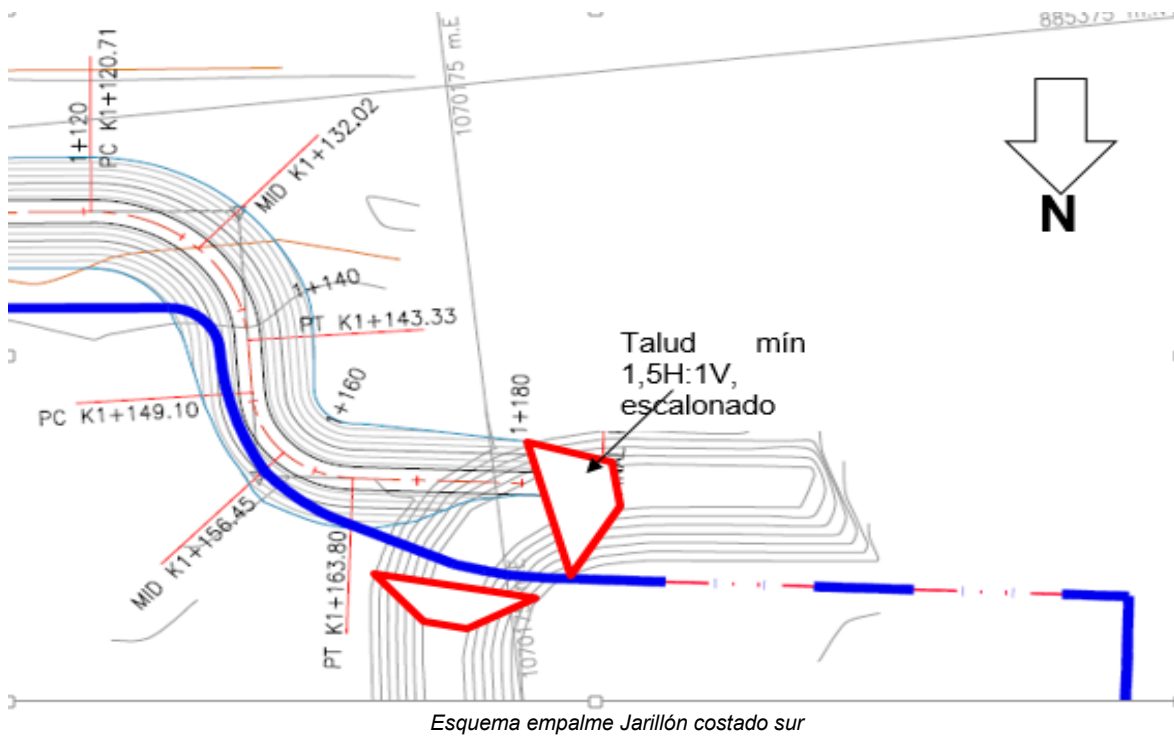 885375 m.N
1070175 m.E
1+120
PC K1+120.71
MID K1+132.02
N
1+140
PT K1+143.33
Talud mín
1,5H:1V,
escalonado
1+160
1+180
PC K1+149.10
MID K1+156.45
PT K1+163.80
Esquema empalme Jarillón costado sur